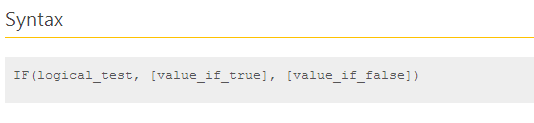 Syntax
IF(logical_test, [value_if_true], [value_if_false])